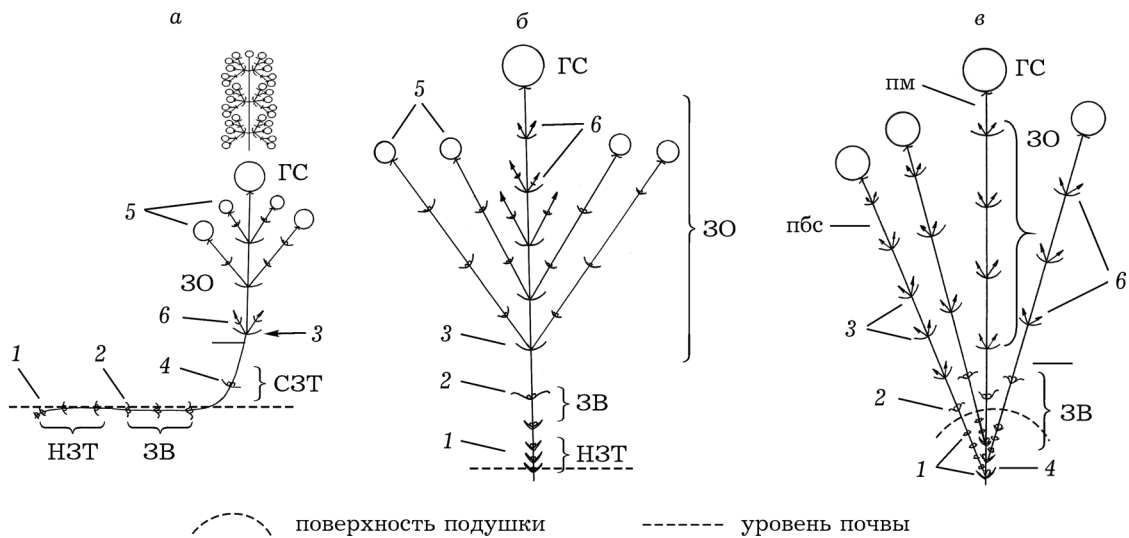 а
ГС
5
ЗО
6
3
1
2
4
СЗТ
НЗТ
ЗВ
б
ГС
5
6
ЗО
3
2
ЗВ
1
НЗТ
в
ГС
пм
ЗО
пбс
6
3
2
ЗВ
1
4
поверхность подушки
уровень почвы